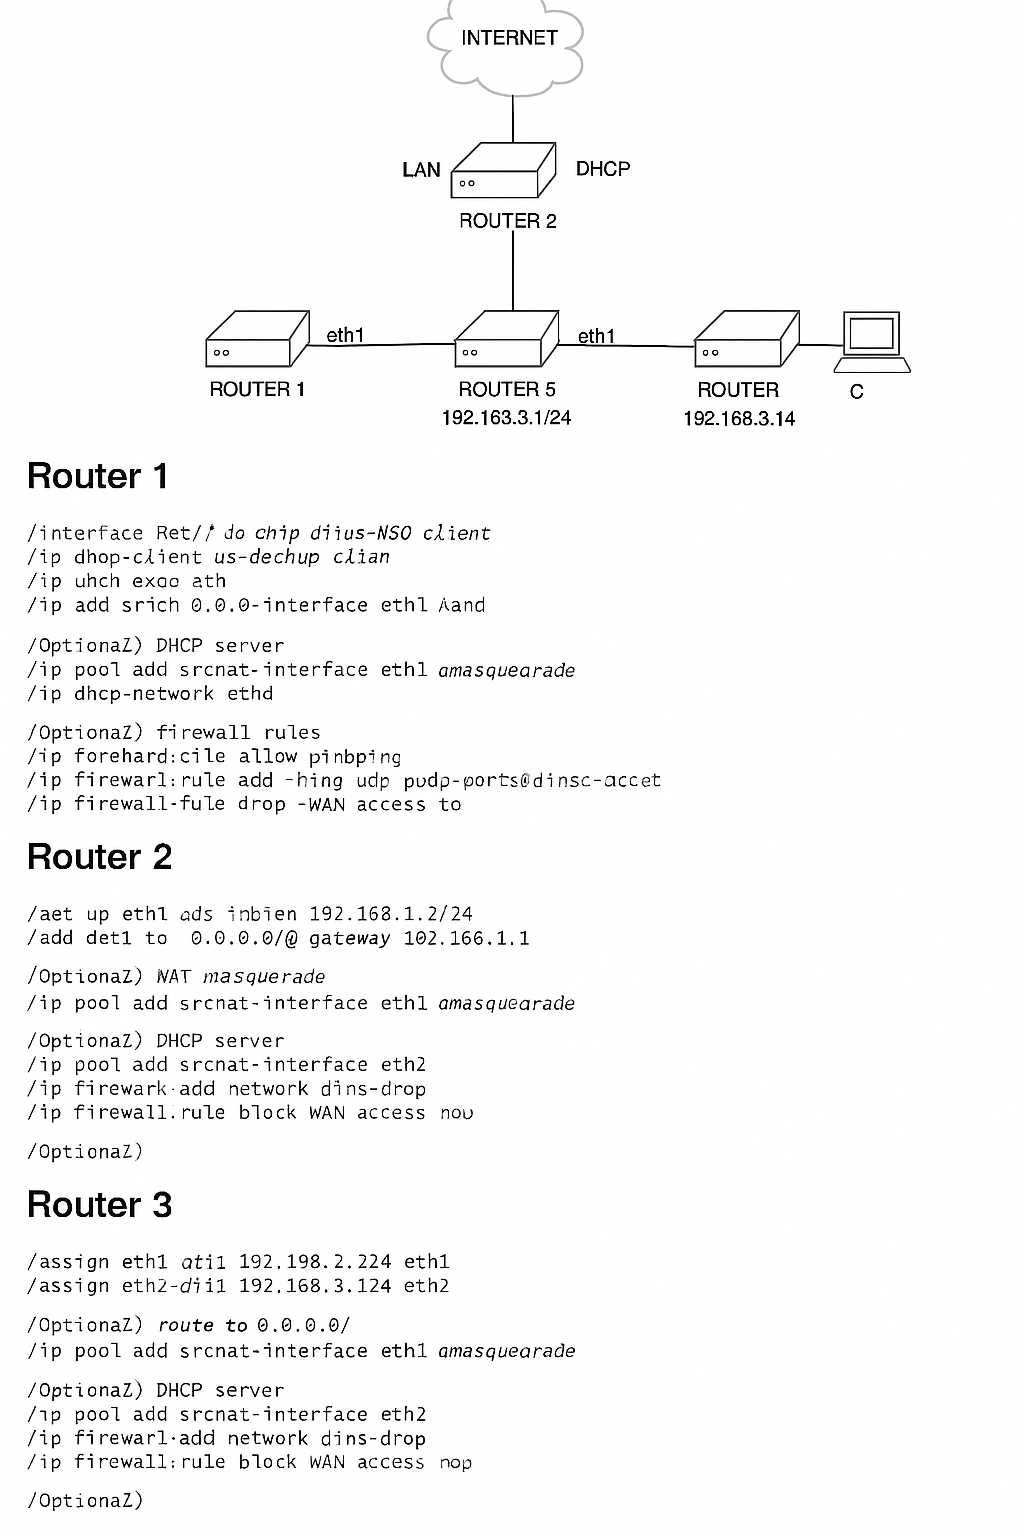 INTERNET
LAN
DHCP
ROUTER 2
eth1
eth1
ROUTER 1
ROUTER 5
ROUTER
C
192.163.3.1/24
192.168.3.14
Router 1
/interface Ret// do chip diius-NSO client
/ip dhop-client us-dechup clian
/ip uhch exoo ath
/ip add srich 0.0.0-interface eth1 Aand
/OptionaZ) DHCP server
/ip pool add srcnat-interface eth1 amasquearade
/ip dhcp-network ethd
/OptionaZ) firewall rules
/ip forehard:cile allow pinbping
/ip firewarl:rule add -hing udp pudp-ports@dinsc-accet
/ip firewall-fule drop -WAN access to
Router 2
/aet up eth1 ads inbien 192.168.1.2/24
/add det1 to 0.0.0.0/@ gateway 102.166.1.1
/OptionaZ) NAT masquerade
/ip pool add srcnat-interface eth1 amasquearade
/OptionaZ) DHCP server
/ip pool add srcnat-interface eth2
/ip firewark·add network dins-drop
/ip firewall:rule block WAN access nou
/OptionaZ)
Router 3
/assign eth1 ati1 192.198.2.224 eth1
/assign eth2-dii1 192.168.3.124 eth2
/OptionaZ) route to 0.0.0.0/
/ip pool add srcnat-interface eth1 amasquearade
/OptionaZ) DHCP server
/ip pool add srcnat-interface eth2
/ip firewarl·add network dins-drop
/ip firewall:rule block WAN access nop
/OptionaZ)